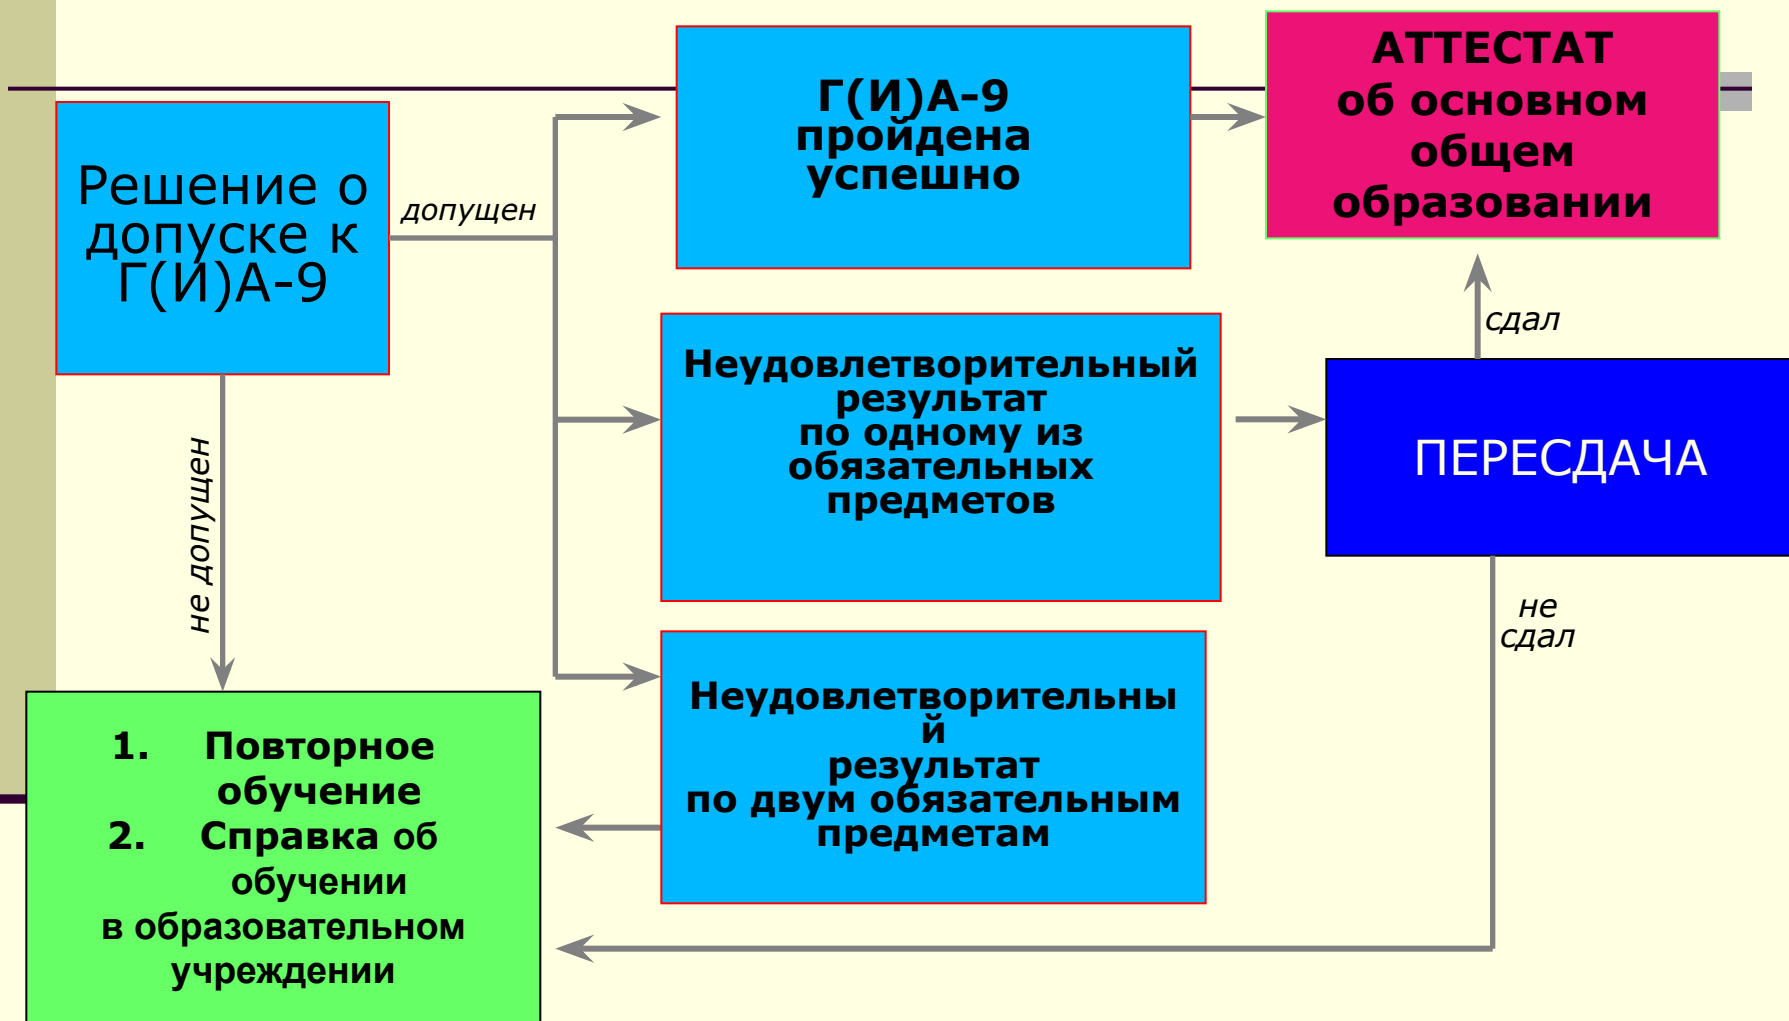 Решение о
допуске к
Г(И)А-9
допущен
не допущен
Г(И)А-9
пройдена
успешно
АТТЕСТАТ
об основном
общем
образовании
Неудовлетворительный
результат
по одному из
обязательных
предметов
сдал
ПЕРЕСДАЧА
не
сдал
Неудовлетворительны
й
результат
по двум обязательным
предметам
1. Повторное
обучение
2. Справка об
обучении
в образовательном
учреждении